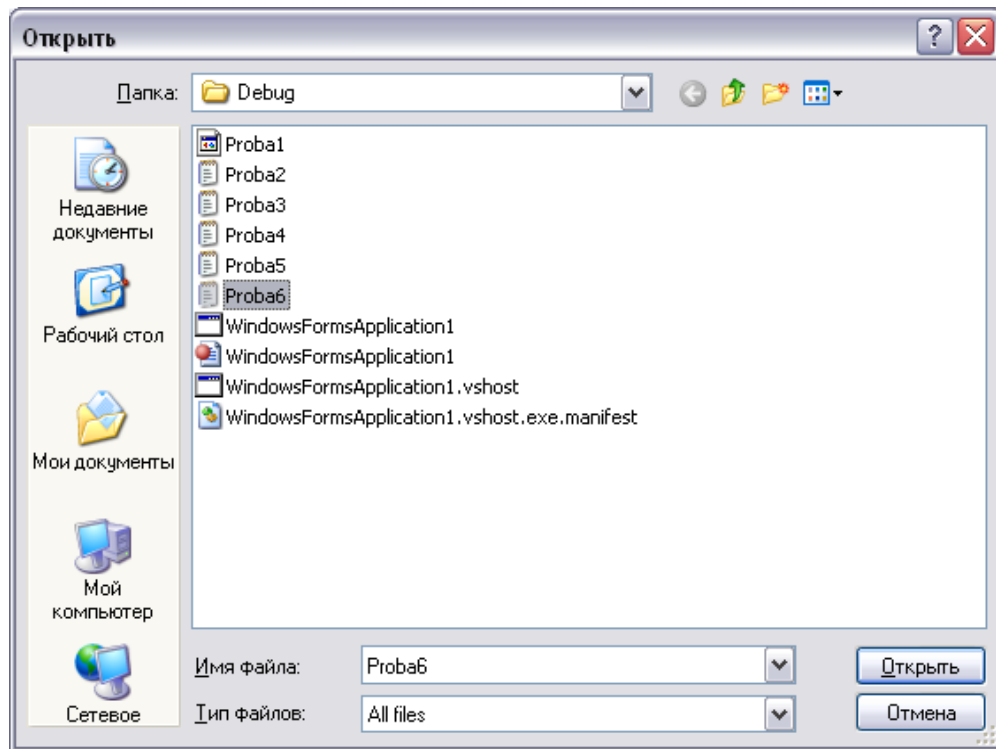 Открыть
Папка:
Debug
Недавние
документы
Рабочий стол
Мои документы
Мой
компьютер
Сетевое
Proba1
Proba2
Proba3
Proba4
Proba5
Proba6
WindowsFormsApplication1
WindowsFormsApplication1
WindowsFormsApplication1.vshost
WindowsFormsApplication1.vshost.exe.manifest
Имя файла:
Proba6
Открыть
Тип файлов:
All files
Отмена